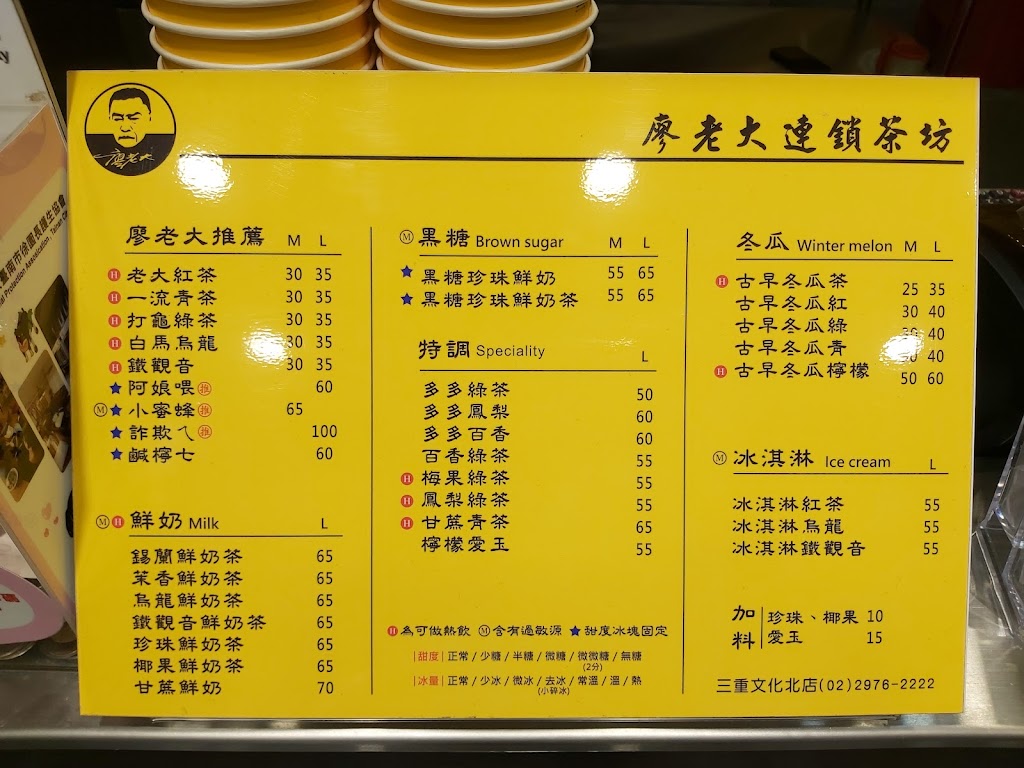 廖老大
廖老大連鎖茶坊
廖老大推薦 M L
H 老大紅茶 30 35
H 一流青茶 30 35
H 打龜綠茶 30 35
H 白馬烏龍 30 35
H 鐵觀音 30 35
★ 阿娘喂 推 60
M ★ 小蜜蜂 推 65
★ 詐欺ㄟ 推 100
★ 鹹檸七 60
M H 鮮奶 Milk L
錫蘭鮮奶茶 65
茉香鮮奶茶 65
烏龍鮮奶茶 65
鐵觀音鮮奶茶 65
珍珠鮮奶茶 65
椰果鮮奶茶 65
甘蔗鮮奶 70
M 黑糖 Brown sugar M L
★ 黑糖珍珠鮮奶 55 65
★ 黑糖珍珠鮮奶茶 55 65
特調 Speciality L
多多綠茶 50
多多鳳梨 60
多多百香 60
百香綠茶 55
H 梅果綠茶 55
H 鳳梨綠茶 55
H 甘蔗青茶 65
檸檬愛玉 55
H 為可做熱飲 M 含有過敏源 ★ 甜度冰塊固定
|甜度| 正常 / 少糖 / 半糖 / 微糖 / 微微糖 / 無糖
(2分)
|冰量| 正常 / 少冰 / 微冰 / 去冰 / 常溫 / 溫 / 熱
(小碎冰)
冬瓜 Winter melon M L
H 古早冬瓜茶 25 35
古早冬瓜紅 30 40
古早冬瓜綠 40
古早冬瓜青 40
H 古早冬瓜檸檬 50 60
M 冰淇淋 Ice cream L
冰淇淋紅茶 55
冰淇淋烏龍 55
冰淇淋鐵觀音 55
加料 珍珠、椰果 10
愛玉 15
三重文化北店(02)2976-2222